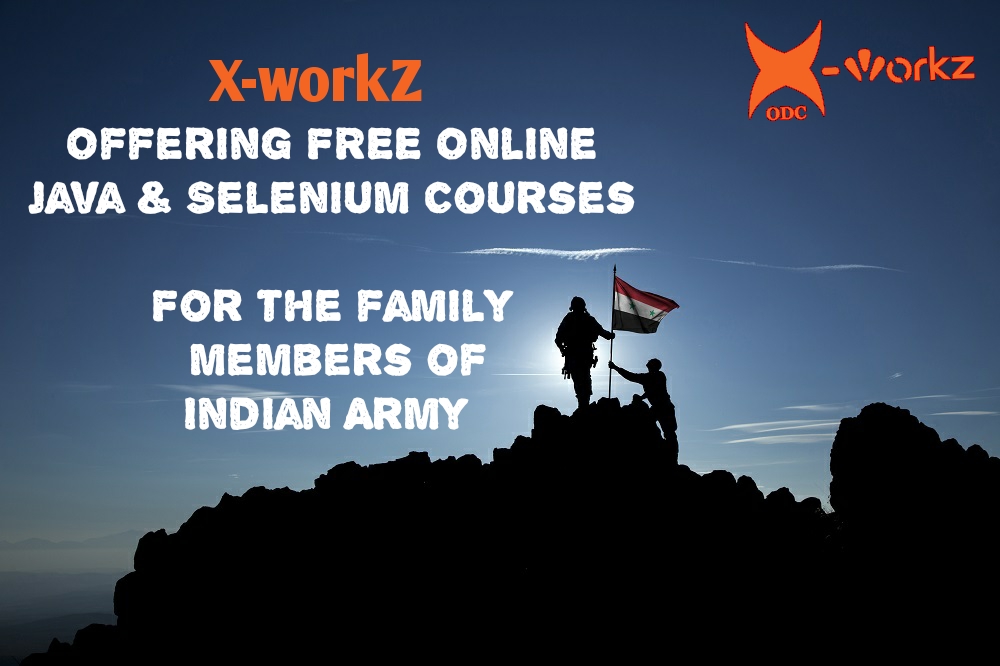 X-workZ
OFFERING FREE ONLINE
JAVA & SELENIUM COURSES
FOR THE FAMILY
MEMBERS OF
INDIAN ARMY
X-workz
ODC